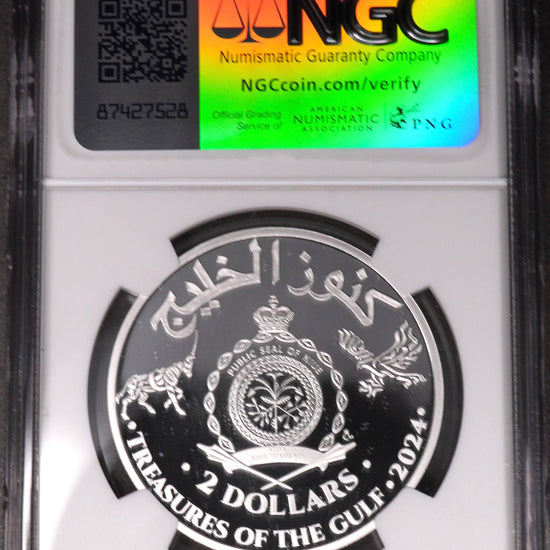 NGC
Numismatic Guaranty Company
NGCcoin.com/verify
87427528
Official Grading
Service of
AMERICAN
NUMISMATIC
ASSOCIATION
PNG
كنوز الخليج
PUBLIC SEAL OF NIUE
• 2 DOLLARS •
• TREASURES OF THE GULF • 2024 •